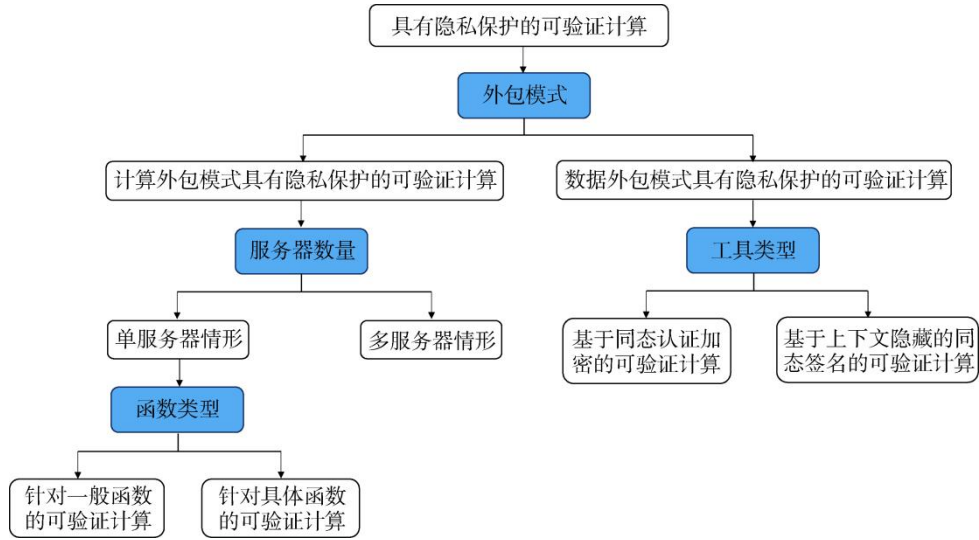 具有隐私保护的可验证计算
外包模式
计算外包模式具有隐私保护的可验证计算
数据外包模式具有隐私保护的可验证计算
服务器数量
工具类型
单服务器情形
多服务器情形
基于同态认证加
密的可验证计算
基于上下文隐藏的同
态签名的可验证计算
函数类型
针对一般函数
的可验证计算
针对具体函数
的可验证计算